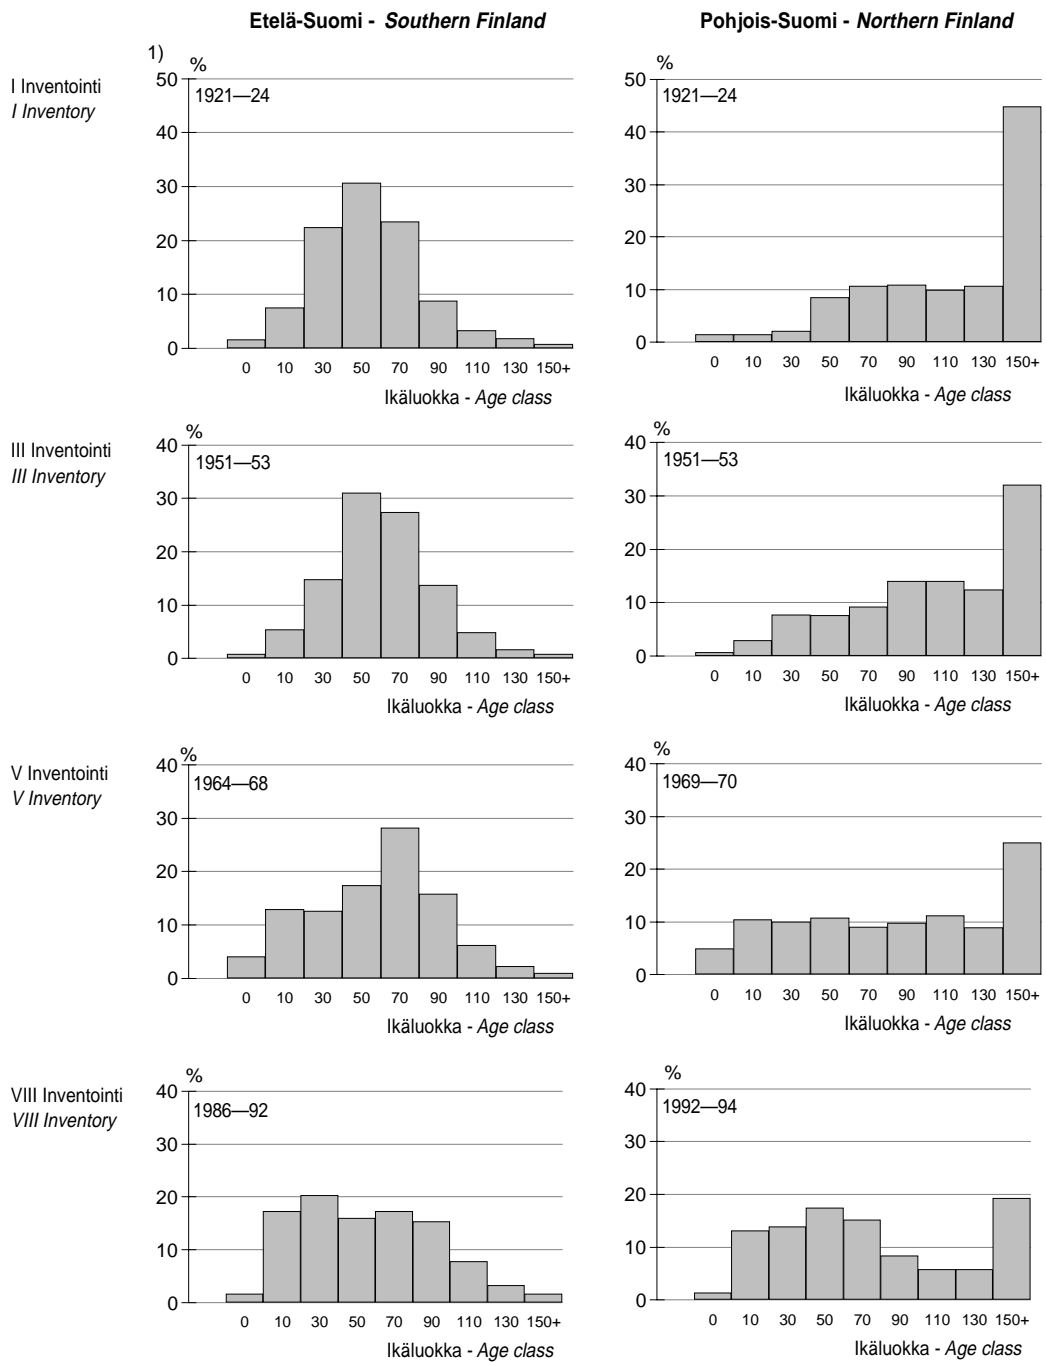 Etelä-Suomi - Southern Finland
Pohjois-Suomi - Northern Finland
1)
I Inventointi
I Inventory
%
50
40
30
20
10
0
1921—24
0 10 30 50 70 90 110 130 150+
Ikäluokka - Age class
%
50
40
30
20
10
0
1921—24
0 10 30 50 70 90 110 130 150+
Ikäluokka - Age class
III Inventointi
III Inventory
%
40
30
20
10
0
1951—53
0 10 30 50 70 90 110 130 150+
Ikäluokka - Age class
%
40
30
20
10
0
1951—53
0 10 30 50 70 90 110 130 150+
Ikäluokka - Age class
V Inventointi
V Inventory
%
40
30
20
10
0
1964—68
0 10 30 50 70 90 110 130 150+
Ikäluokka - Age class
%
40
30
20
10
0
1969—70
0 10 30 50 70 90 110 130 150+
Ikäluokka - Age class
VIII Inventointi
VIII Inventory
%
40
30
20
10
0
1986—92
0 10 30 50 70 90 110 130 150+
Ikäluokka - Age class
%
40
30
20
10
0
1992—94
0 10 30 50 70 90 110 130 150+
Ikäluokka - Age class